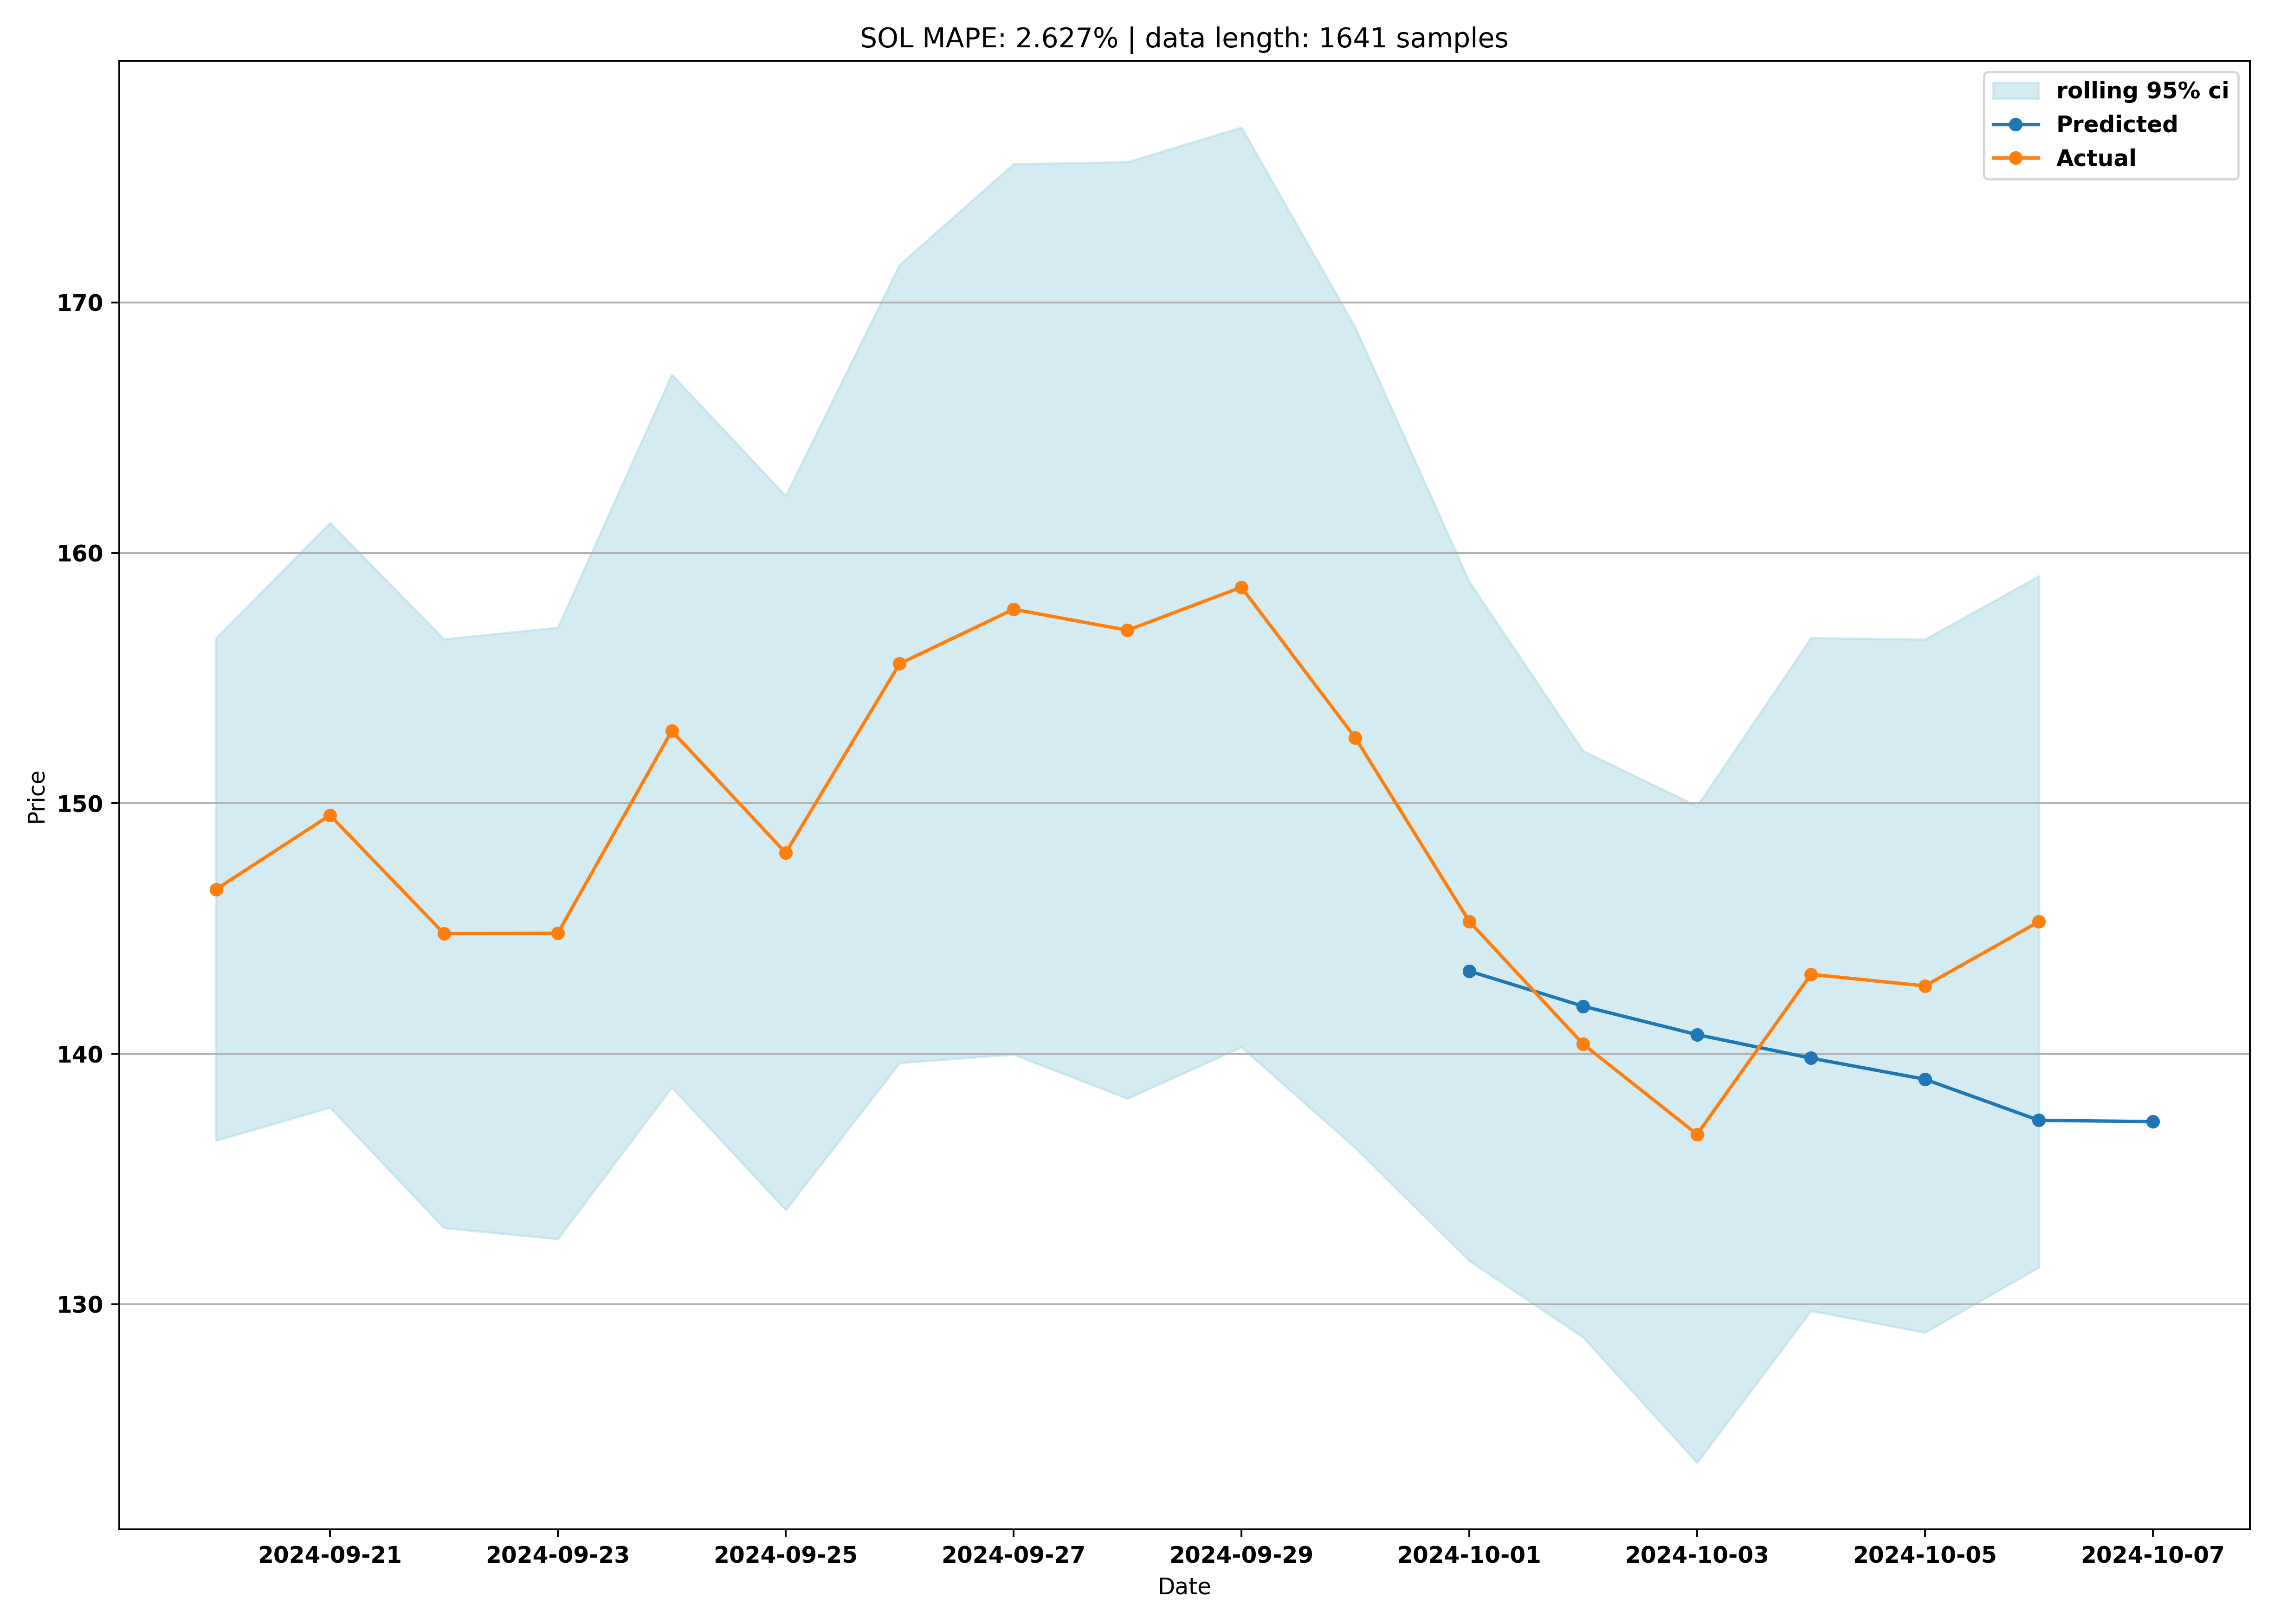 SOL MAPE: 2.627% | data length: 1641 samples
rolling 95% ci
Predicted
Actual
170
160
150
140
130
Price
2024-09-21 2024-09-23 2024-09-25 2024-09-27 2024-09-29 2024-10-01 2024-10-03 2024-10-05 2024-10-07
Date